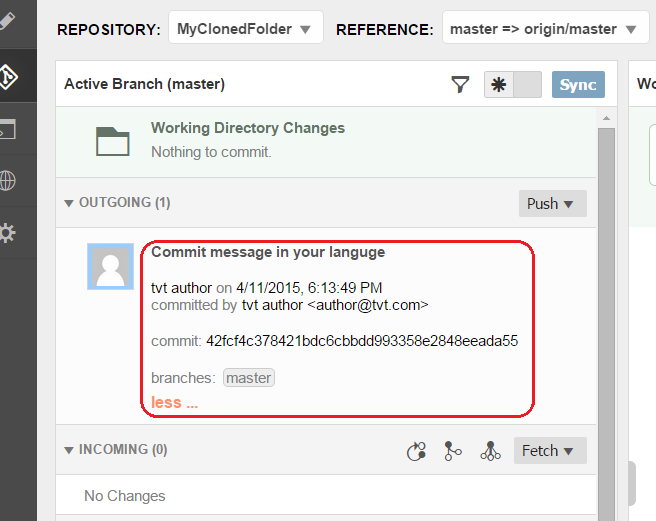 REPOSITORY: MyClonedFolder REFERENCE: master => origin/master
Active Branch (master) Sync
Wo
Working Directory Changes
Nothing to commit.
OUTGOING (1) Push
Commit message in your languge
tvt author on 4/11/2015, 6:13:49 PM
committed by tvt author <author@tvt.com>
commit: 42fcf4c378421bdc6cbbdd993358e2848eeada55
branches: master
less ...
INCOMING (0) Fetch
No Changes